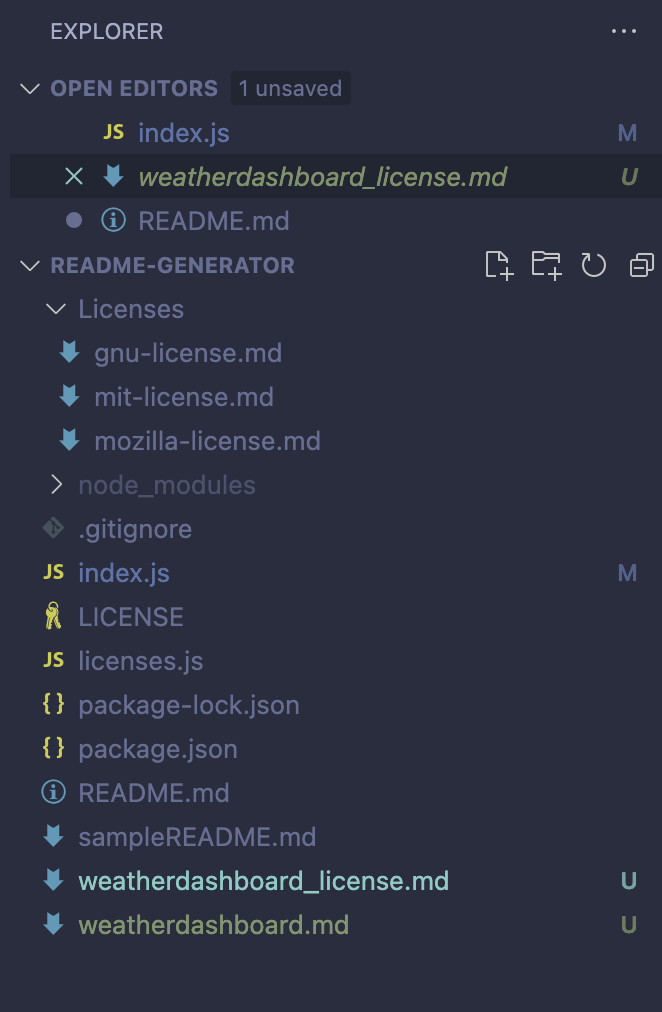 EXPLORER
OPEN EDITORS 1 unsaved
JS index.js M
weatherdashboard_license.md U
README.md
README-GENERATOR
Licenses
gnu-license.md
mit-license.md
mozilla-license.md
node_modules
.gitignore
JS index.js M
LICENSE
JS licenses.js
{} package-lock.json
{} package.json
README.md
sampleREADME.md
weatherdashboard_license.md U
weatherdashboard.md U